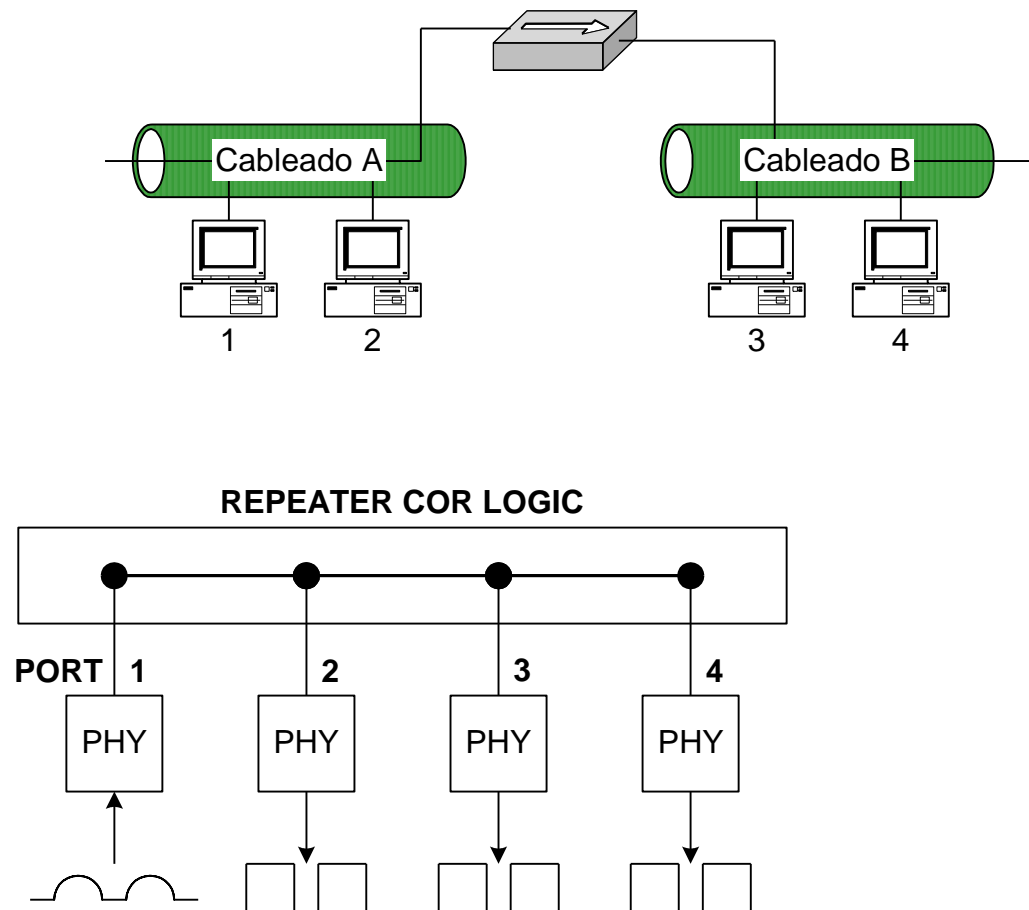 Cableado A
Cableado B
1 2 3 4
REPEATER COR LOGIC
PORT 1 2 3 4
PHY PHY PHY PHY